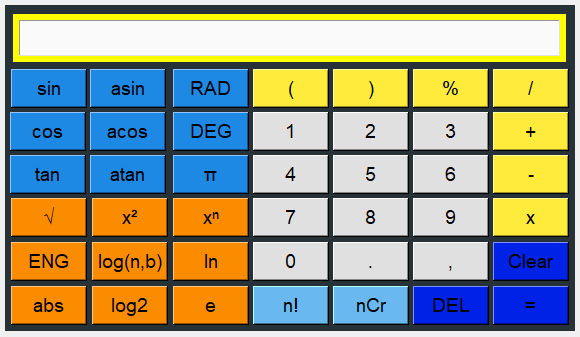 sin asin RAD ( ) % /
cos acos DEG 1 2 3 +
tan atan π 4 5 6 -
√ x² xⁿ 7 8 9 x
ENG log(n,b) ln 0 . , Clear
abs log2 e n! nCr DEL =